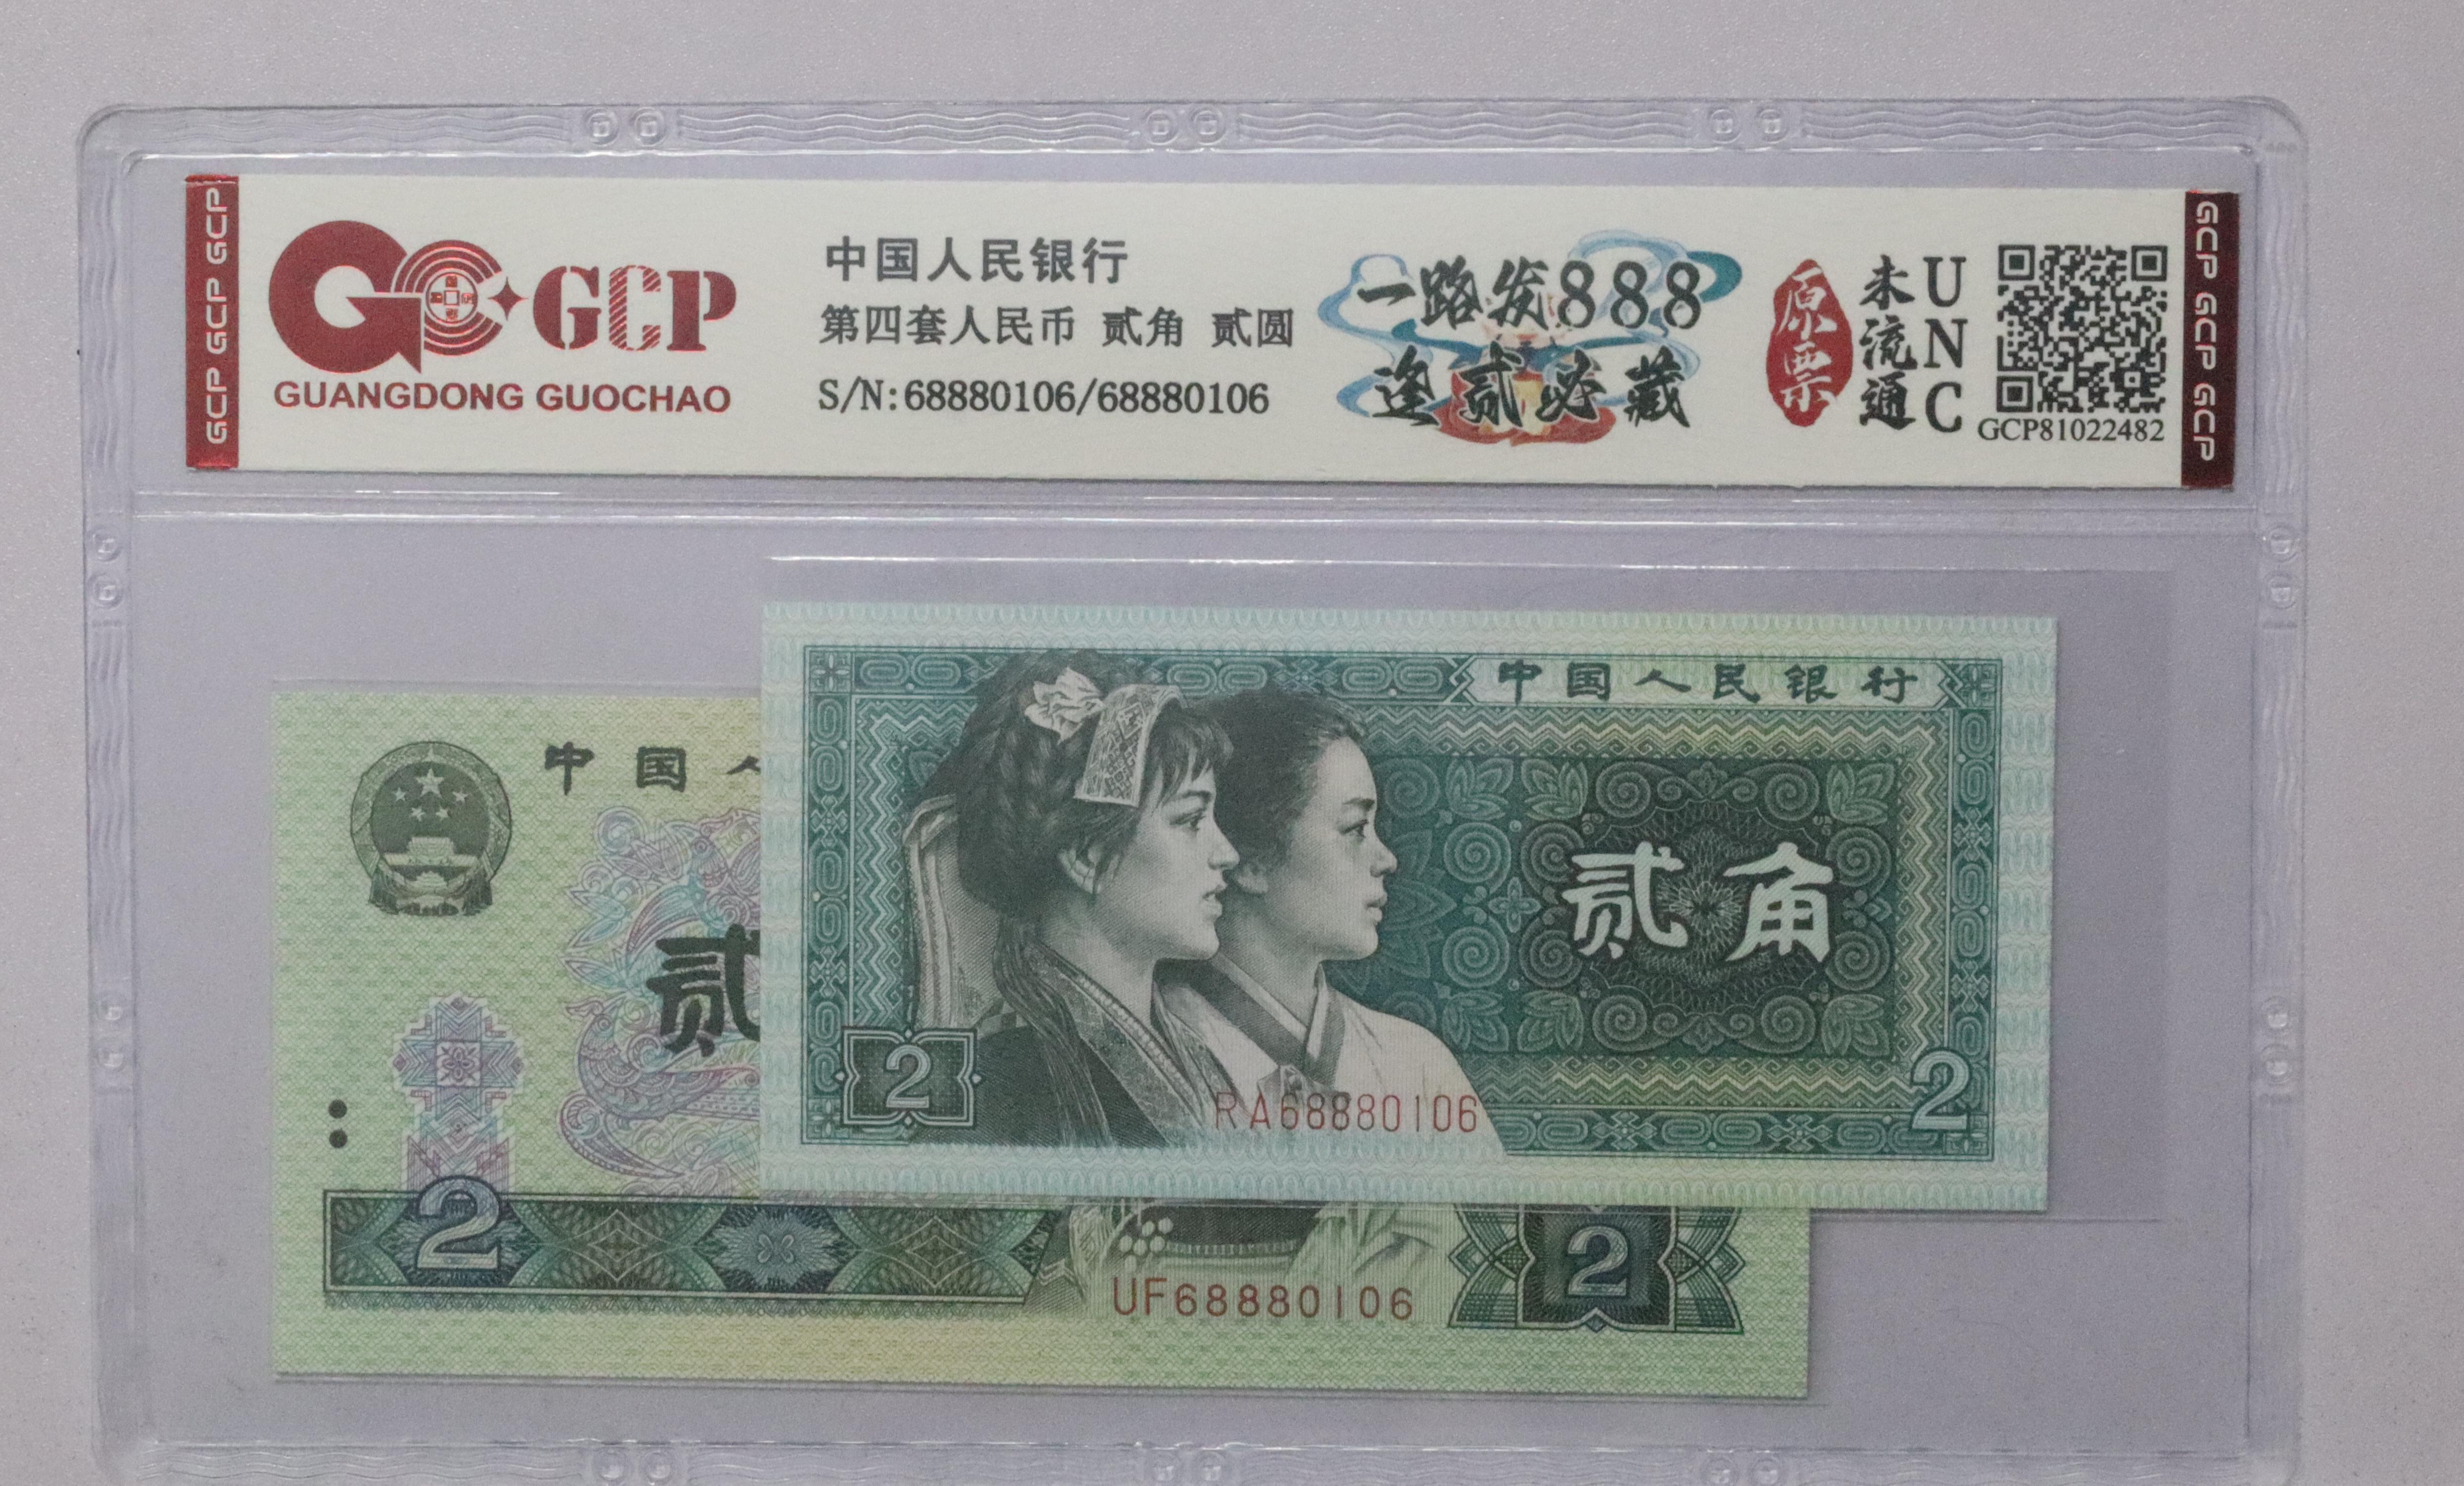 GCP GCP GCP
GCP
GUANGDONG GUOCHAO
中国人民银行
第四套人民币 贰角 贰圆
S/N:68880106/68880106
一路发888
逢贰必藏
原票
未流通
UNC
GCP81022482
GCP GCP GCP
中国人民银行
贰角
2
RA68880106
2
中国人
贰
2
UF68880106
2